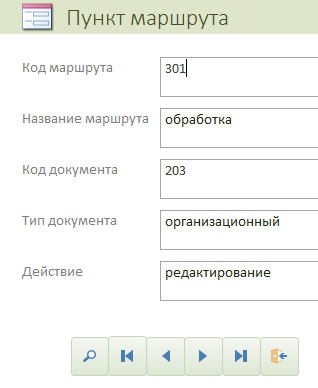 Пункт маршрута
Код маршрута 301
Название маршрута обработка
Код документа 203
Тип документа организационный
Действие редактирование